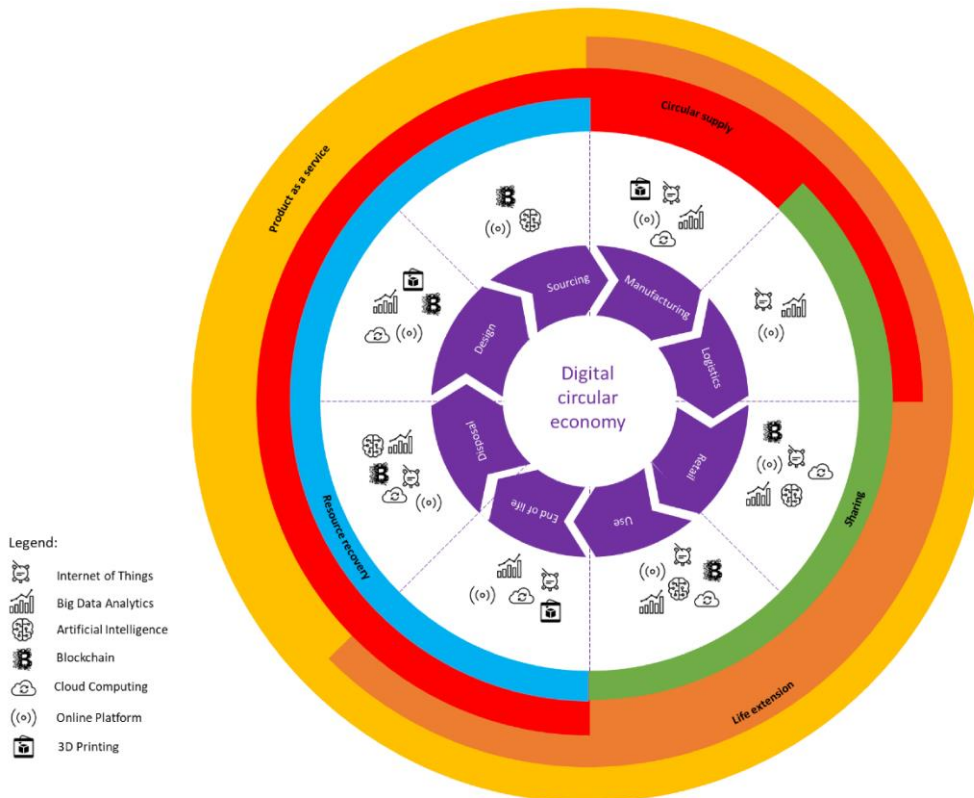 Product as a service
Circular supply
Sourcing
Manufacturing
Logistics
Retail
Use
End of life
Disposal
Design
Digital
circular
economy
Resource recovery
Sharing
Life extension
Legend:
Internet of Things
Big Data Analytics
Artificial Intelligence
Blockchain
Cloud Computing
Online Platform
3D Printing